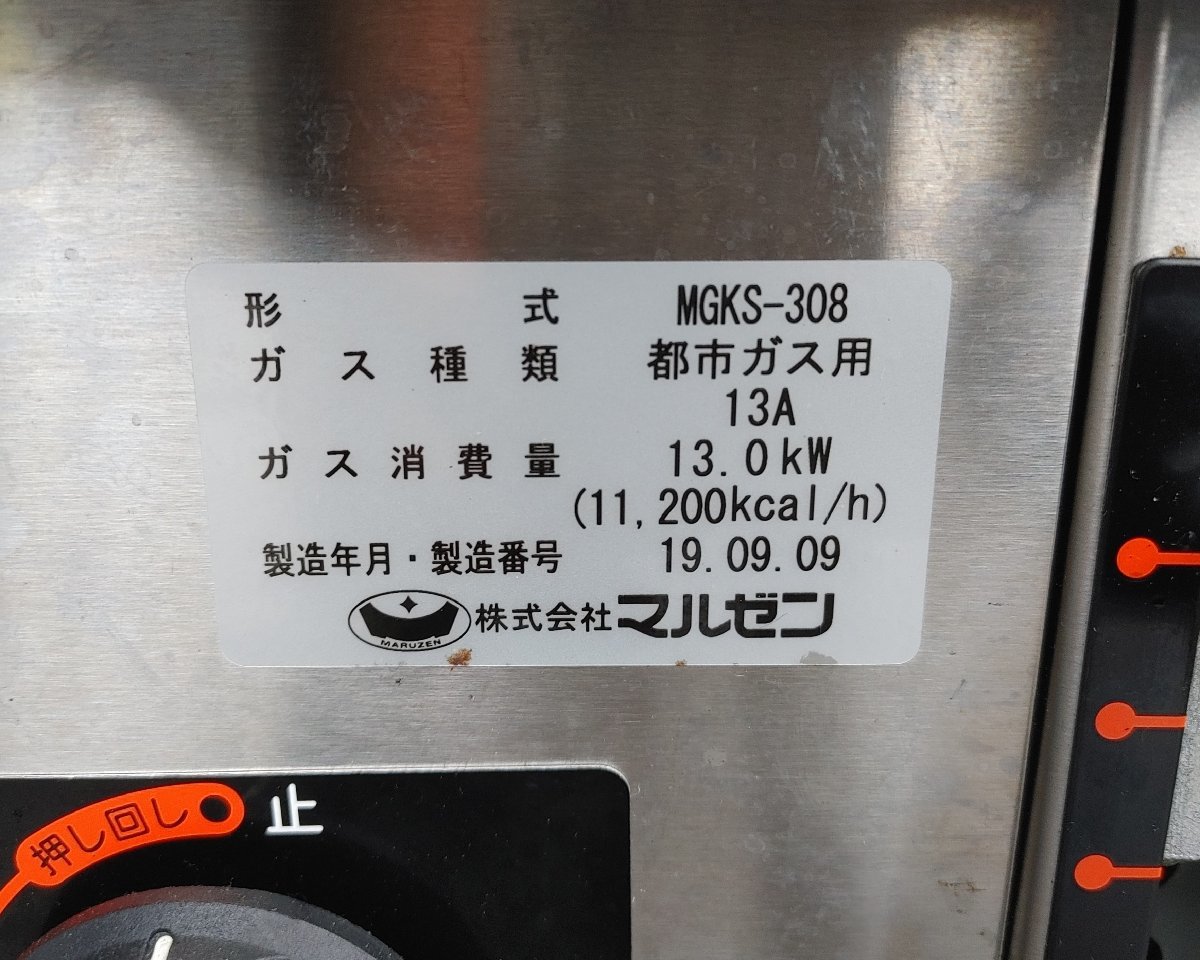 形式 MGKS-308
ガス種類 都市ガス用
13A
ガス消費量 13.0kW
(11,200kcal/h)
製造年月・製造番号 19.09.09
MARUZEN 株式会社マルゼン
押し回し 止